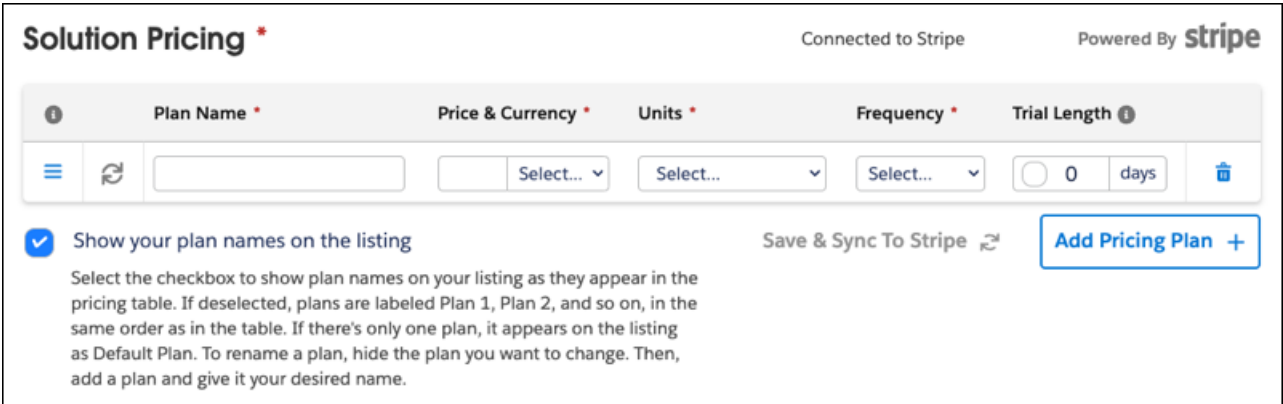 Solution Pricing *
Connected to Stripe
Powered By stripe
Plan Name * Price & Currency * Units * Frequency * Trial Length
Select... Select... Select... 0 days
Show your plan names on the listing
Save & Sync To Stripe
Add Pricing Plan +
Select the checkbox to show plan names on your listing as they appear in the
pricing table. If deselected, plans are labeled Plan 1, Plan 2, and so on, in the
same order as in the table. If there's only one plan, it appears on the listing
as Default Plan. To rename a plan, hide the plan you want to change. Then,
add a plan and give it your desired name.